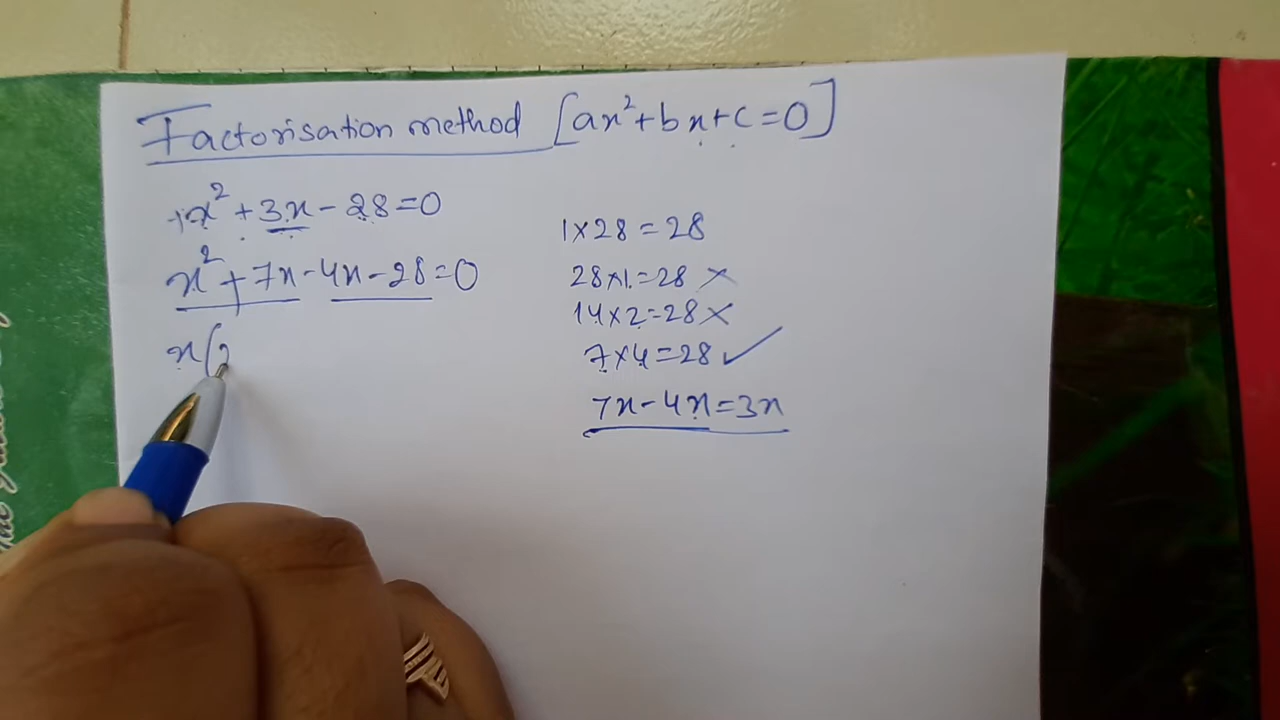 Factorisation method [ax²+bx+c=0]
1x²+3x-28=0
x²+7x-4x-28=0
x(
1×28=28
28×1=28 ×
14×2=28 ×
7×4=28 ✓
7x-4x=3x